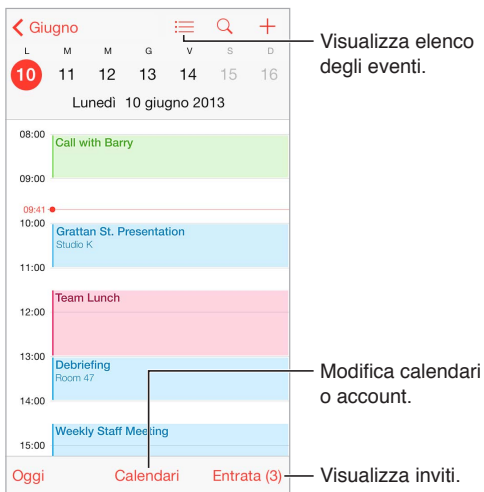 Giugno
L M M G V S D
10 11 12 13 14 15 16
Lunedì 10 giugno 2013
Visualizza elenco
degli eventi.
08:00
Call with Barry
09:00
09:41
10:00
Grattan St. Presentation
Studio K
11:00
Team Lunch
12:00
13:00
Debriefing
Room 47
Modifica calendari
o account.
14:00
Weekly Staff Meeting
15:00
Oggi Calendari Entrata (3)
Visualizza inviti.